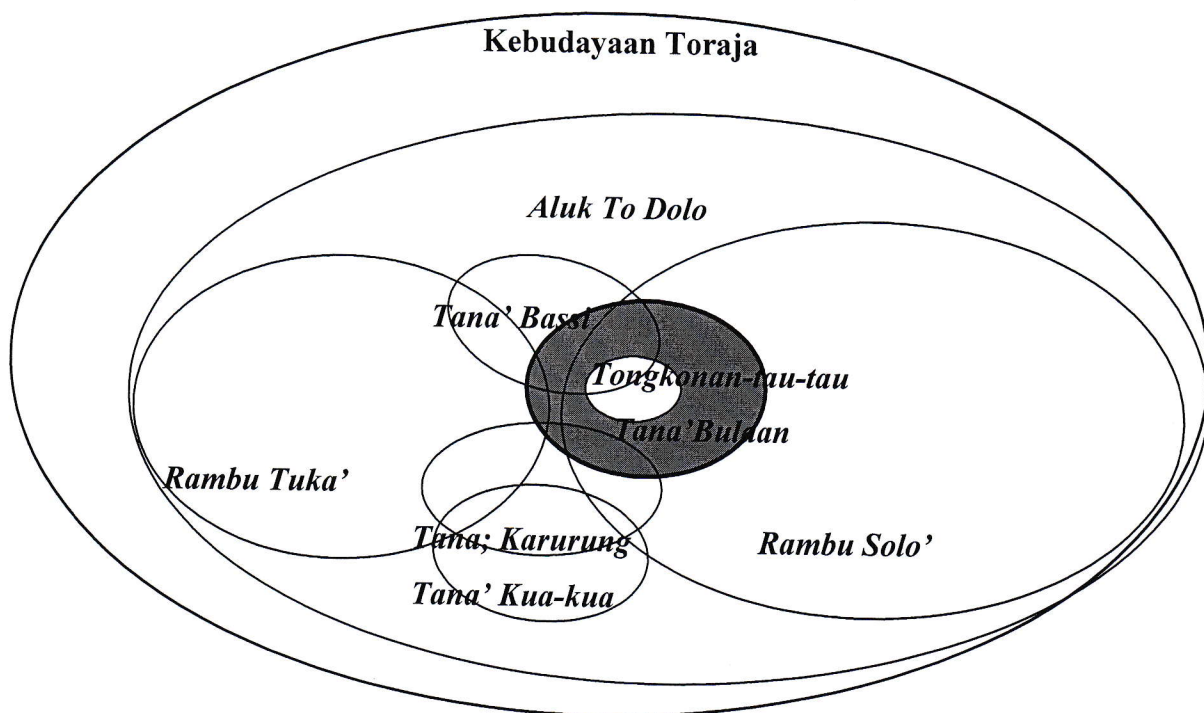 Kebudayaan Toraja
Aluk To Dolo
Tana’ Bassi
Tongkonan-tau-tau
Tana’Bulaan
Rambu Tuka’
Tana; Karurung
Rambu Solo’
Tana’ Kua-kua